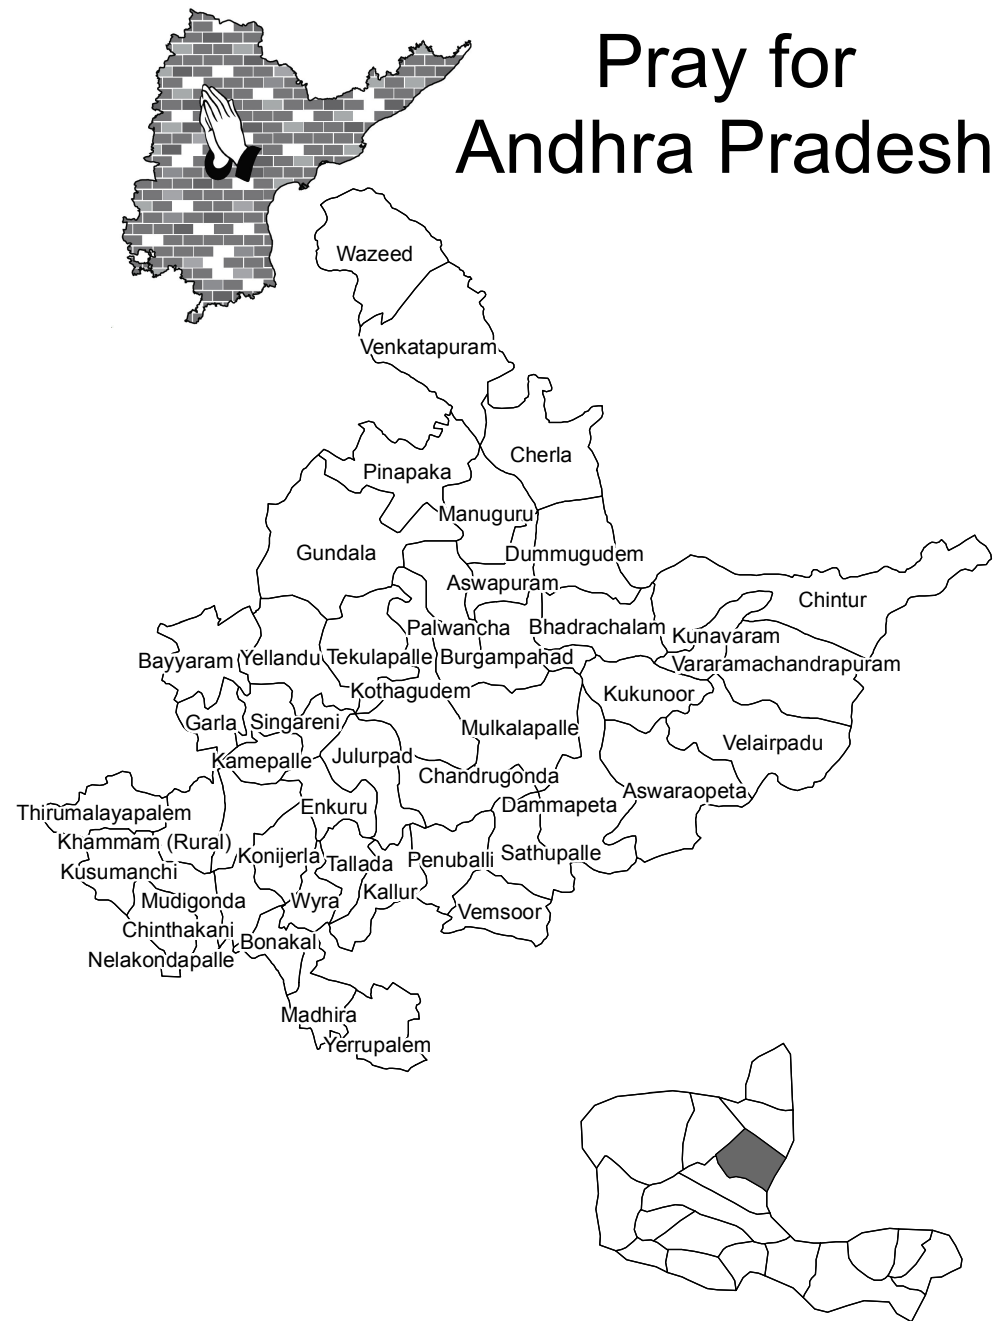 Pray for
Andhra Pradesh
Wazeed
Venkatapuram
Cherla
Pinapaka
Manuguru
Gundala
Dummugudem
Aswapuram
Chintur
Palwancha
Bhadrachalam
Kunavaram
Bayyaram
Yellandu
Tekulapalle
Burgampahad
Vararamachandrapuram
Kothagudem
Kukunoor
Garla
Singareni
Mulkalapalle
Velairpadu
Kamepalle
Julurpad
Chandrugonda
Aswaraopeta
Thirumalayapalem
Enkuru
Dammapeta
Khammam (Rural)
Konijerla
Tallada
Penuballi
Sathupalle
Kusumanchi
Kallur
Mudigonda
Wyra
Vemsoor
Chinthakani
Bonakal
Nelakondapalle
Madhira
Yerrupalem